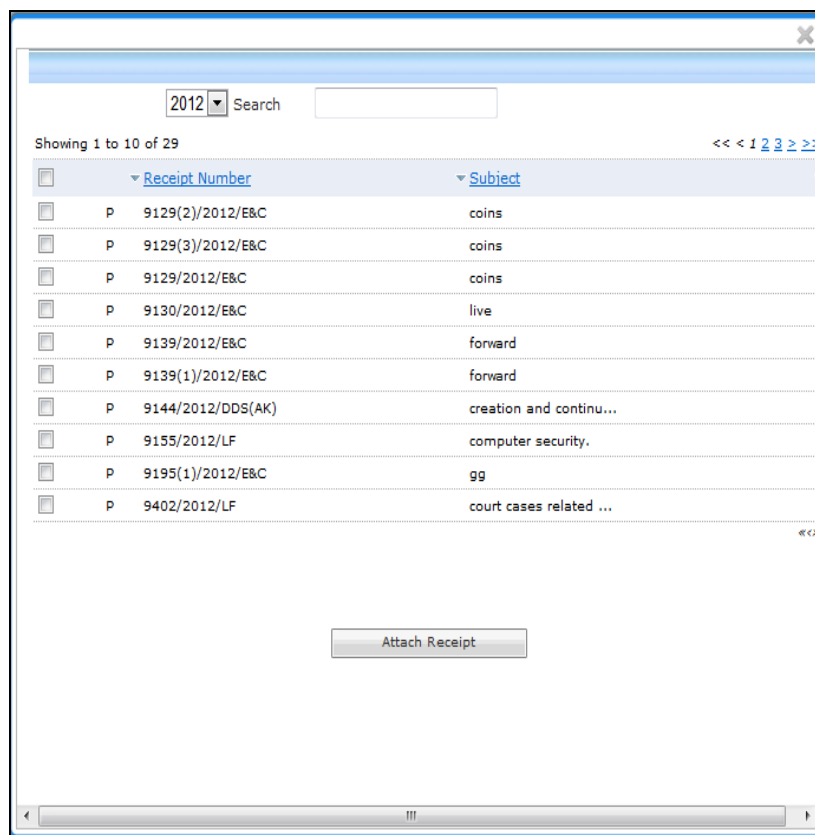 2012 Search
Showing 1 to 10 of 29 << < 1 2 3 > >>
Receipt Number Subject
P 9129(2)/2012/E&C coins
P 9129(3)/2012/E&C coins
P 9129/2012/E&C coins
P 9130/2012/E&C live
P 9139/2012/E&C forward
P 9139(1)/2012/E&C forward
P 9144/2012/DDS(AK) creation and continu...
P 9155/2012/LF computer security.
P 9195(1)/2012/E&C gg
P 9402/2012/LF court cases related ...
Attach Receipt